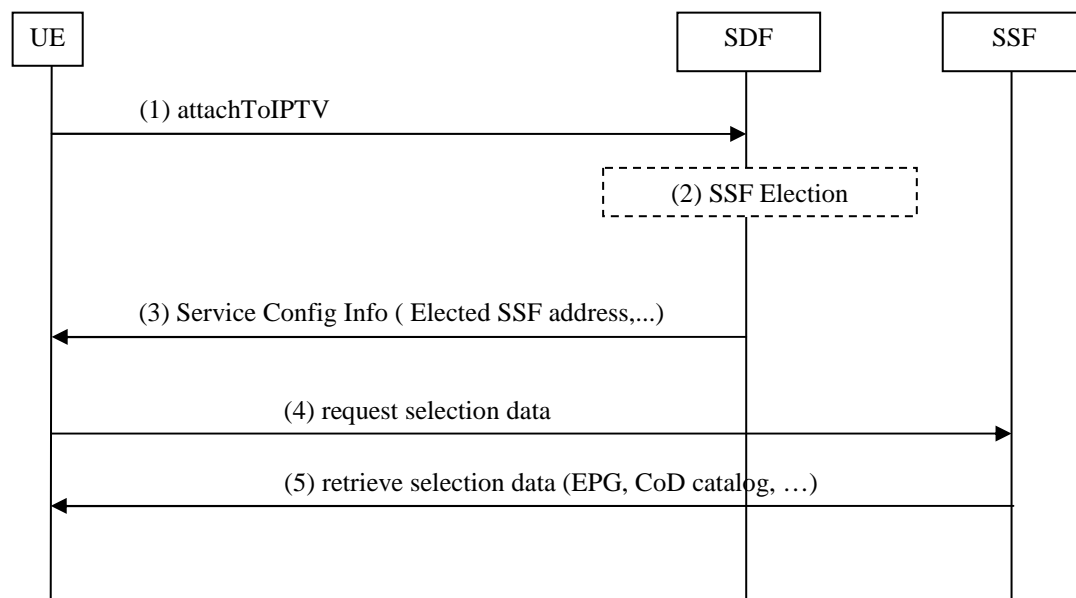 UE
SDF
SSF
(1) attachToIPTV
(2) SSF Election
(3) Service Config Info ( Elected SSF address,...)
(4) request selection data
(5) retrieve selection data (EPG, CoD catalog, …)